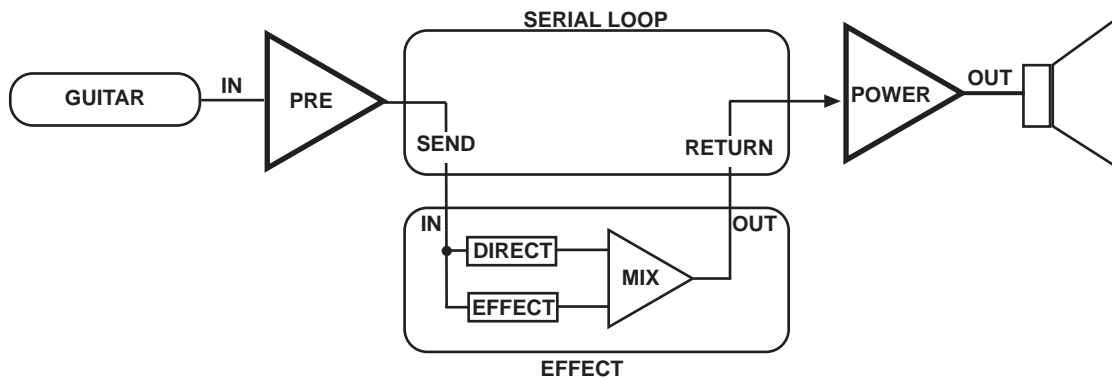 SERIAL LOOP
GUITAR
IN
PRE
SEND
RETURN
POWER
OUT
IN
OUT
DIRECT
EFFECT
MIX
EFFECT